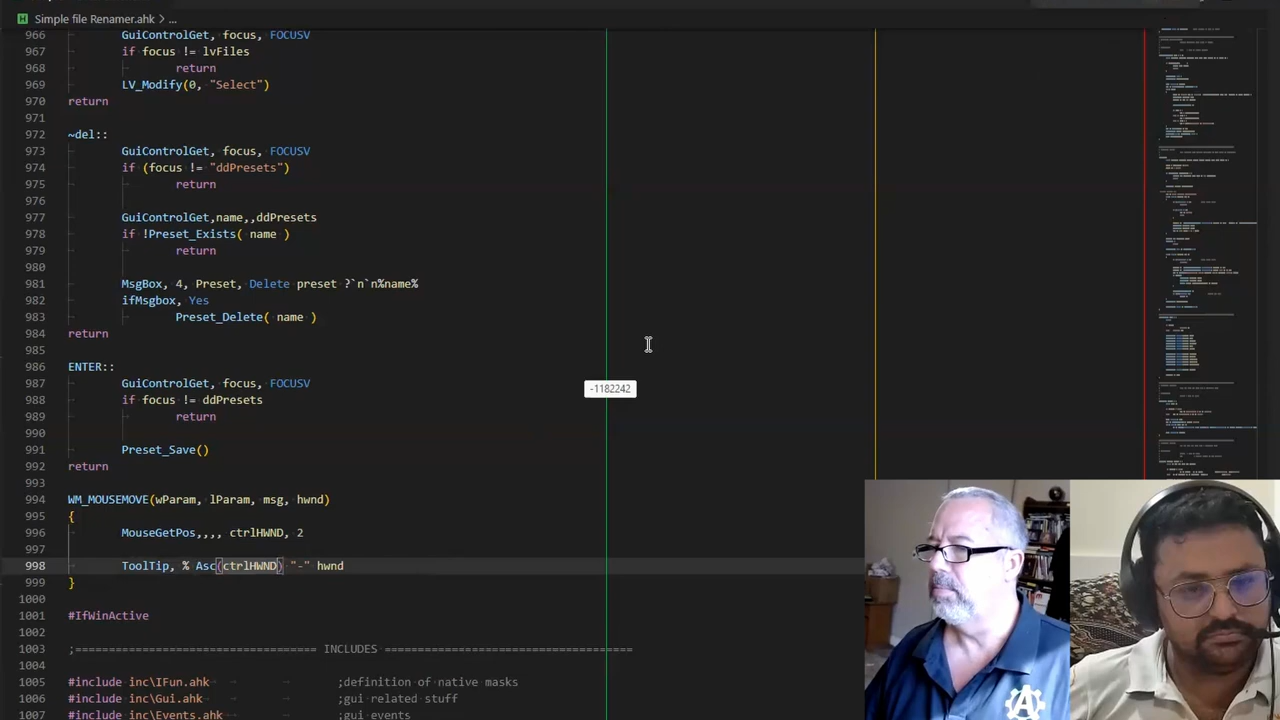 Simple file Renamer.ahk > ...
966 GuiControlGet, focus, FOCUSV
967 if focus != lvFiles
968 return
969 LV_Modify(0, "Select")
970 return
971
972 ~del::
973 GuiControlGet, focus, FOCUSV
974 if (focus != "ddPresets")
975 return
976
977 GuiControlGet,name,,ddPresets
978 if !Preset_Exists( name )
979 return
980
981 MsgBox, 4, Preset, Delete preset ?`n`n%name%
982 ifMsgbox, Yes
983 Preset_Delete( name )
984 return
985
986 ENTER::
987 GuiControlGet, focus, FOCUSV
988 if focus != ddPresets
989 return
990
991 Preset_Save()
992 return
993
994 WM_MOUSEMOVE(wParam, lParam, msg, hwnd)
995 {
996 MouseGetPos,,,, ctrlHWND, 2
997
998 ToolTip, % Asc(ctrlHWND) "-" hwnd
999 }
1000
1001 #IfWinActive
1002
1003 ;================================== INCLUDES ===================================
1004
1005 #include inc\IFun.ahk ;definition of native masks
1006 #include inc\Gui.ahk ;gui related stuff
1007 #include inc\Events.ahk ;gui events
-1182242